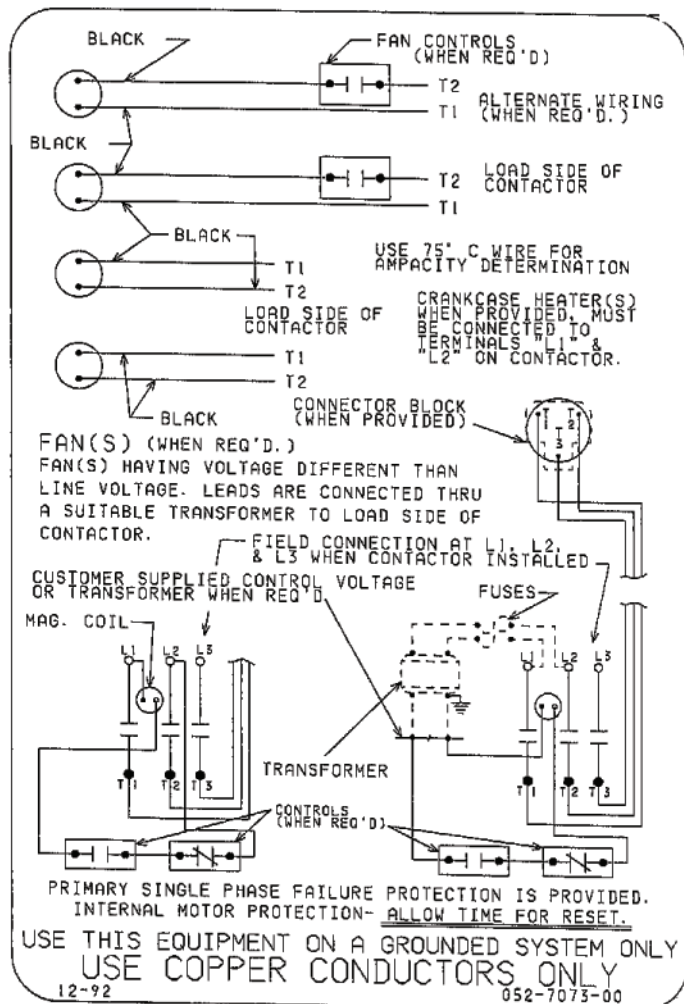 BLACK
FAN CONTROLS
(WHEN REQ'D)
T2
T1
ALTERNATE WIRING
(WHEN REQ'D.)
BLACK
T2
LOAD SIDE OF
CONTACTOR
T1
BLACK
T1
T2
USE 75° C WIRE FOR
AMPACITY DETERMINATION
LOAD SIDE OF
CONTACTOR
CRANKCASE HEATER(S)
WHEN PROVIDED, MUST
BE CONNECTED TO
TERMINALS "L1" &
"L2" ON CONTACTOR.
T1
T2
BLACK
CONNECTOR BLOCK
(WHEN PROVIDED)
T1
T2
T3
FAN(S) (WHEN REQ'D.)
FAN(S) HAVING VOLTAGE DIFFERENT THAN
LINE VOLTAGE. LEADS ARE CONNECTED THRU
A SUITABLE TRANSFORMER TO LOAD SIDE OF
CONTACTOR.
FIELD CONNECTION AT L1, L2,
& L3 WHEN CONTACTOR INSTALLED
CUSTOMER SUPPLIED CONTROL VOLTAGE
OR TRANSFORMER WHEN REQ'D
FUSES
MAG. COIL
L1 L2 L3
L1 L2 L3
TRANSFORMER
T1 T2 T3
T1 T2 T3
CONTROLS
(WHEN REQ'D)
PRIMARY SINGLE PHASE FAILURE PROTECTION IS PROVIDED.
INTERNAL MOTOR PROTECTION- ALLOW TIME FOR RESET.
USE THIS EQUIPMENT ON A GROUNDED SYSTEM ONLY
USE COPPER CONDUCTORS ONLY
12-92
052-7073-00